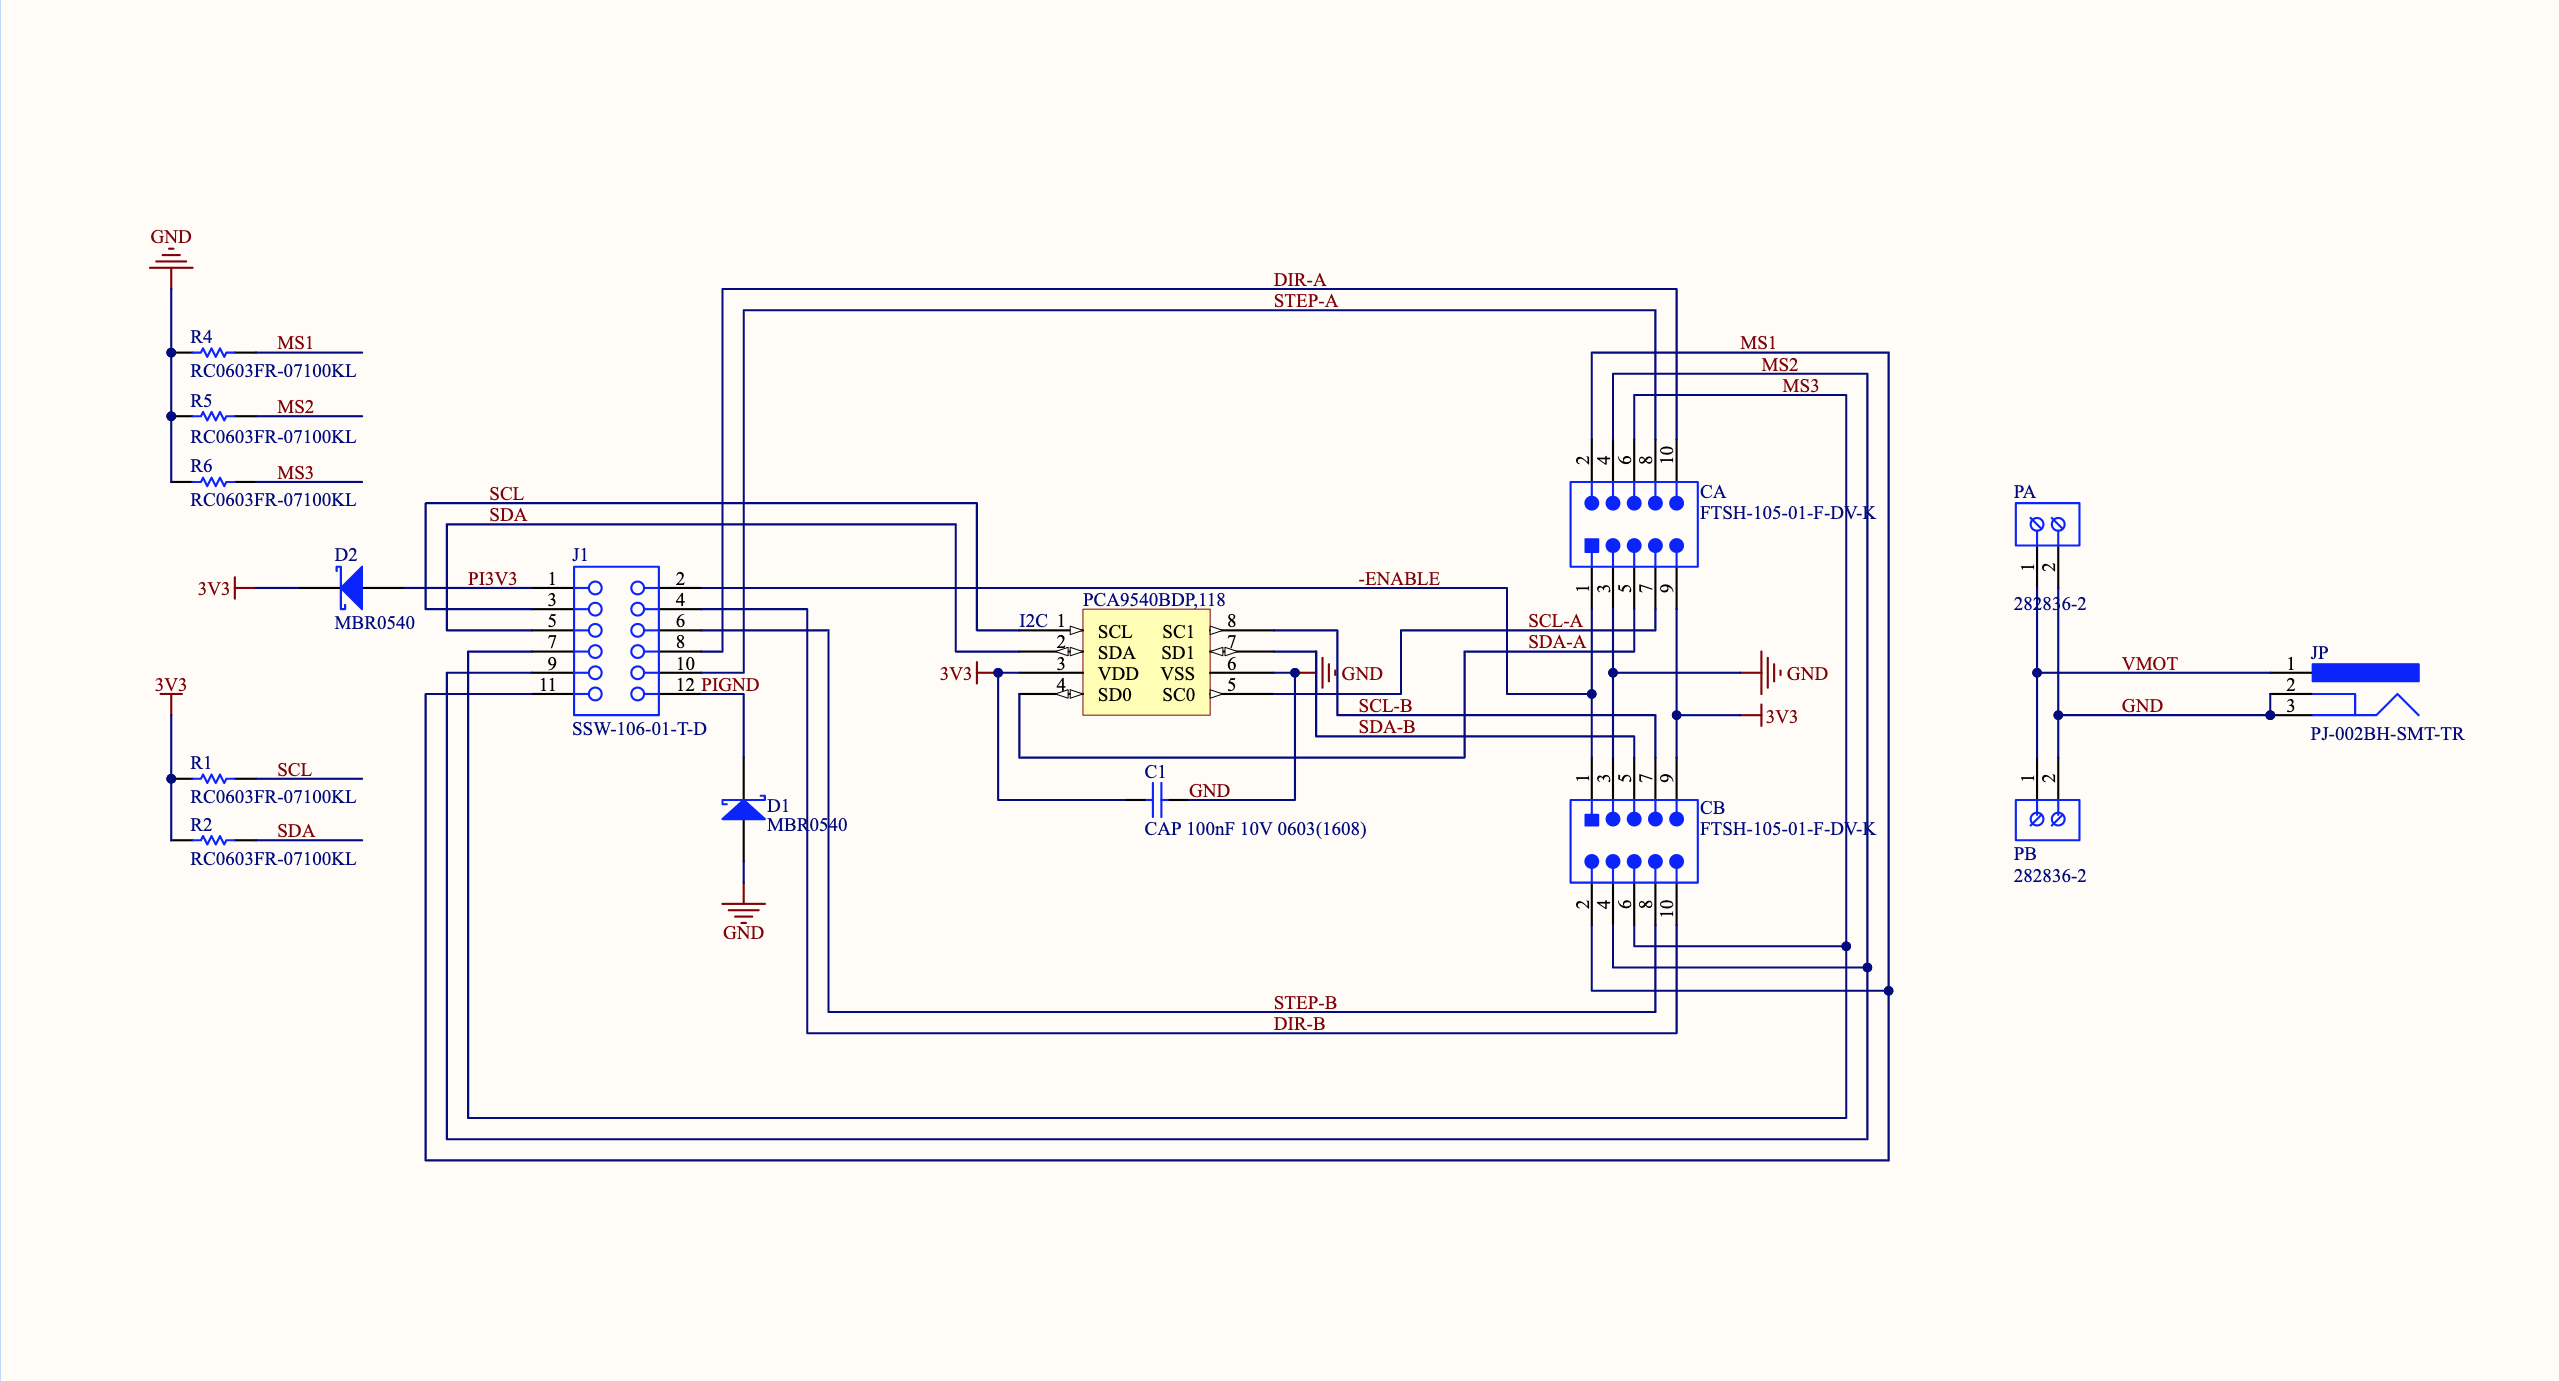 GND
R4
MS1
RC0603FR-07100KL
R5
MS2
RC0603FR-07100KL
R6
MS3
RC0603FR-07100KL
SCL
SDA
D2
3V3
MBR0540
PI3V3
J1
1
3
5
7
9
11
2
4
6
8
10
12
PIGND
SSW-106-01-T-D
3V3
R1
SCL
RC0603FR-07100KL
R2
SDA
RC0603FR-07100KL
D1
MBR0540
GND
DIR-A
STEP-A
-ENABLE
PCA9540BDP,118
I2C
1
2
3
4
SCL
SDA
VDD
SD0
SC1
SD1
VSS
SC0
8
7
6
5
3V3
GND
SCL-A
SDA-A
SCL-B
SDA-B
C1
GND
CAP 100nF 10V 0603(1608)
STEP-B
DIR-B
MS1
MS2
MS3
2
4
6
8
10
CA
FTSH-105-01-F-DV-K
1
3
5
7
9
GND
3V3
1
3
5
7
9
CB
FTSH-105-01-F-DV-K
2
4
6
8
10
PA
1
2
282836-2
VMOT
GND
JP
1
2
3
PJ-002BH-SMT-TR
1
2
PB
282836-2